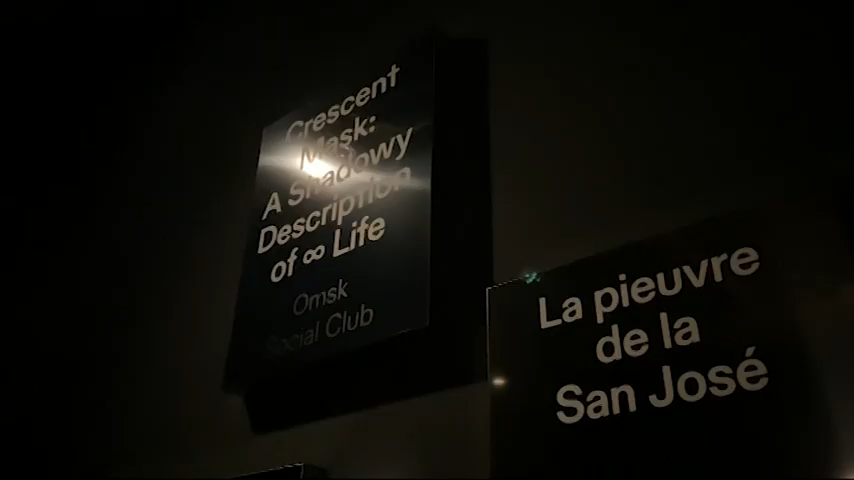 Crescent
Mask:
A Shadowy
Description
of ∞ Life
Omsk
Social Club
La pieuvre
de la
San José